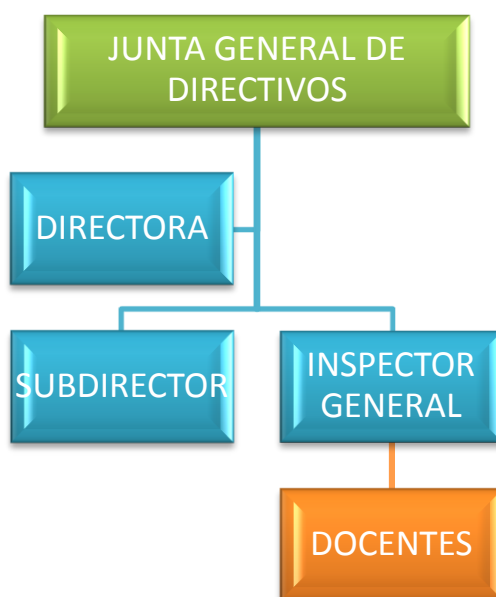 JUNTA GENERAL DE
DIRECTIVOS
DIRECTORA
SUBDIRECTOR
INSPECTOR
GENERAL
DOCENTES